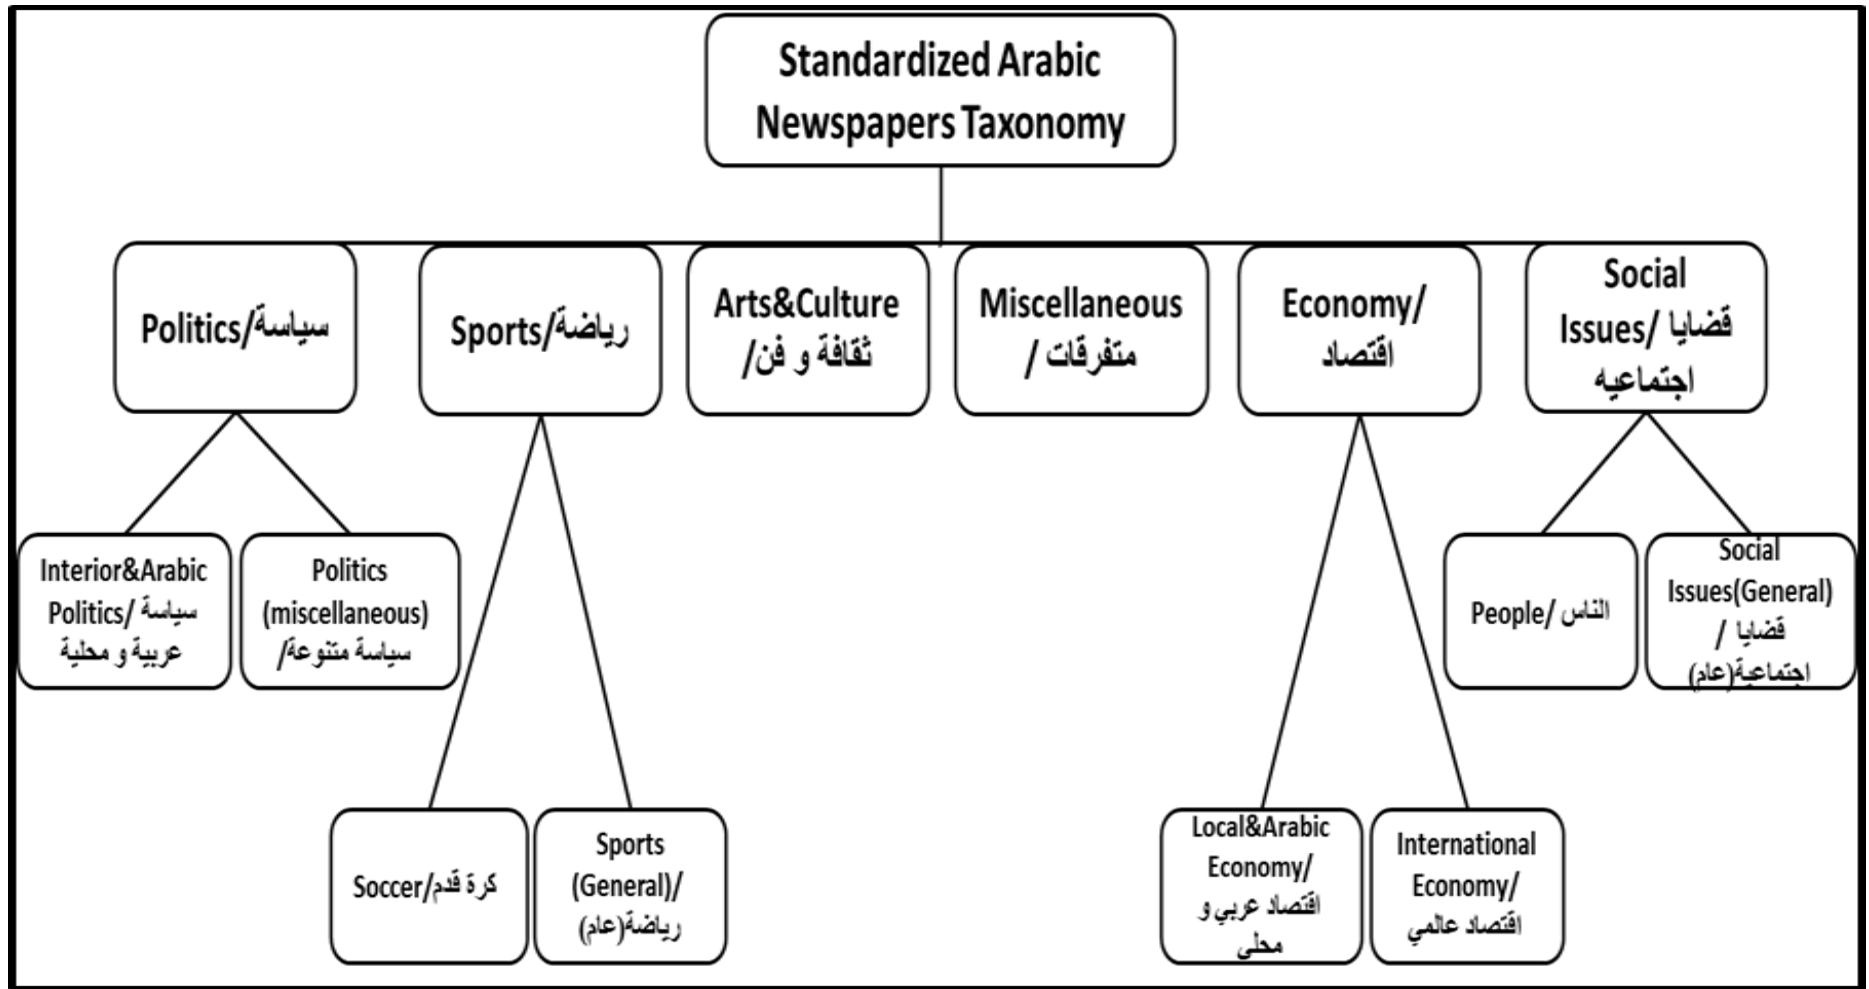 Standardized Arabic
Newspapers Taxonomy
Politics/سياسة
Sports/رياضة
Arts&Culture
/ثقافة و فن
Miscellaneous
/ متفرقات
Economy/
اقتصاد
Social
Issues/ قضايا
اجتماعيه
Interior&Arabic
Politics/ سياسة
عربية و محلية
Politics
(miscellaneous)
/سياسة متنوعة
People/ الناس
Social
Issues(General)
/ قضايا
اجتماعية(عام)
Soccer/كرة قدم
Sports
(General)/
رياضة(عام)
Local&Arabic
Economy/
اقتصاد عربي و
محلي
International
Economy/
اقتصاد عالمي